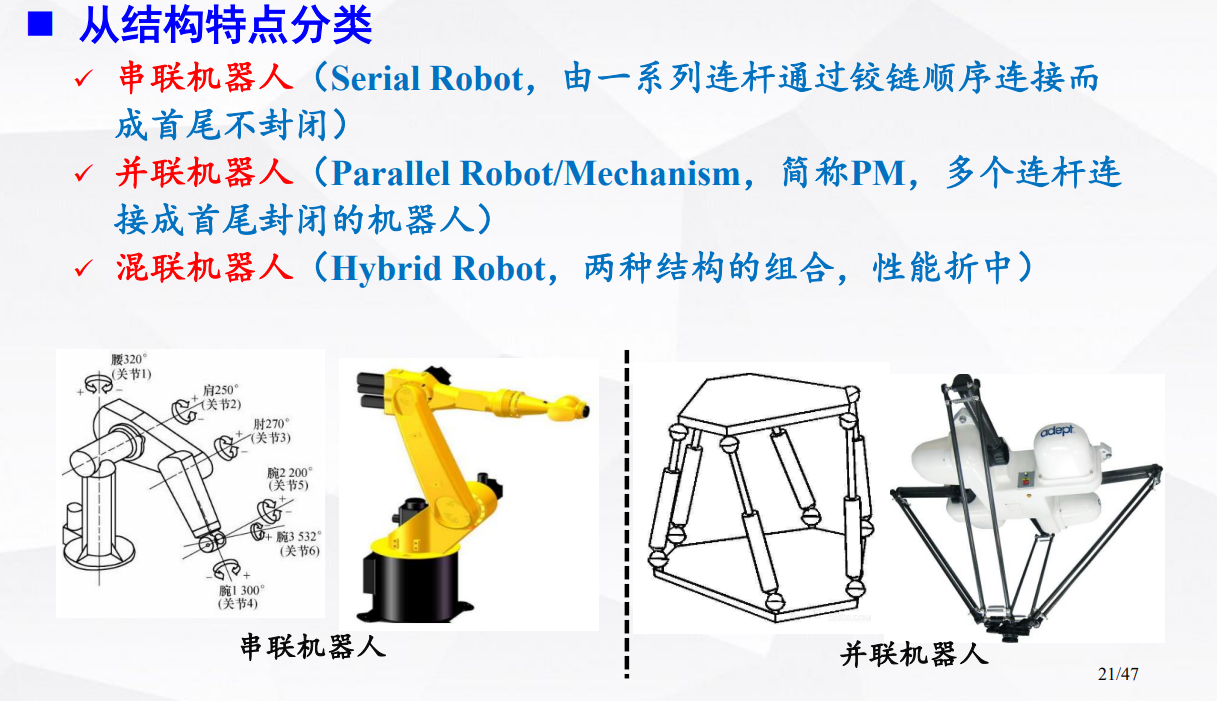 从结构特点分类
串联机器人（Serial Robot，由一系列连杆通过铰链顺序连接而
成首尾不封闭）
并联机器人（Parallel Robot/Mechanism，简称PM，多个连杆连
接成首尾封闭的机器人）
混联机器人（Hybrid Robot，两种结构的组合，性能折中）
腰320°
(关节1)
+ −
肩250°
(关节2)
+
−
肘270°
(关节3)
+
−
腕2 200°
(关节5)
+
−
腕3 532°
(关节6)
+
− +
腕1 300°
(关节4)
adept
串联机器人
并联机器人
21/47